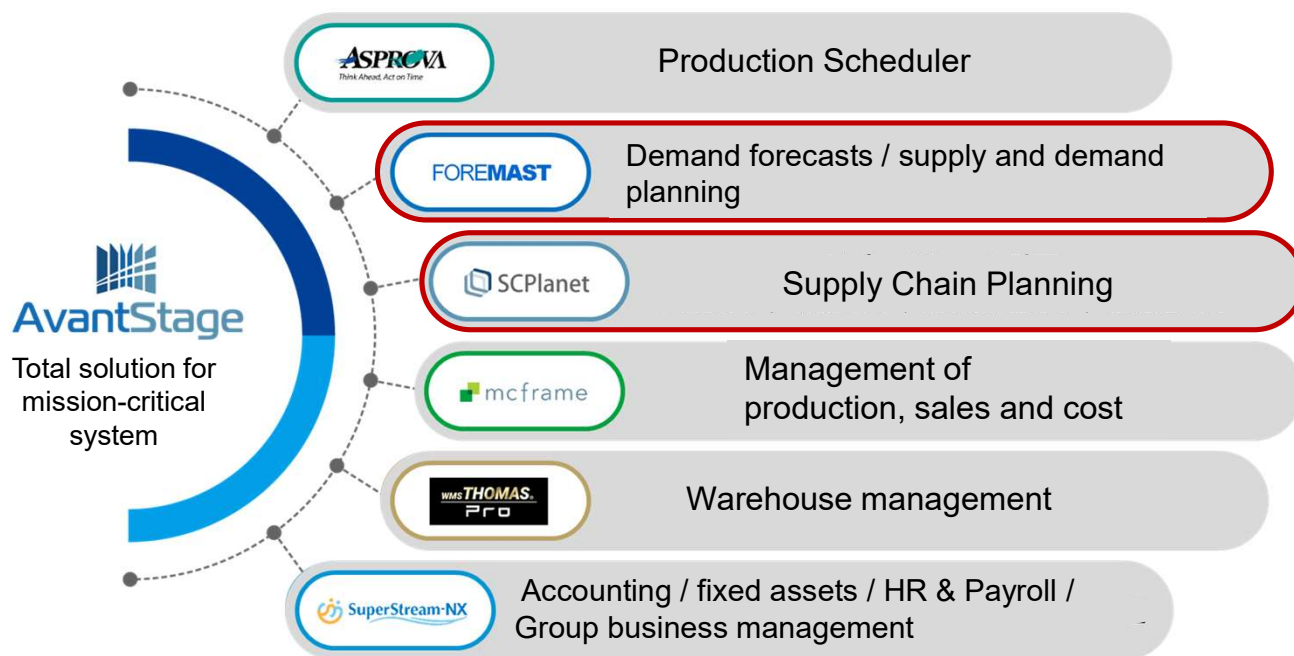 ASPROVA
Think Ahead, Act on Time
Production Scheduler
FOREMAST
Demand forecasts / supply and demand
planning
SCPlanet
Supply Chain Planning
AvantStage
Total solution for
mission-critical
system
mcframe
Management of
production, sales and cost
WMS THOMAS®
Pro
Warehouse management
SuperStream-NX
Accounting / fixed assets / HR & Payroll /
Group business management